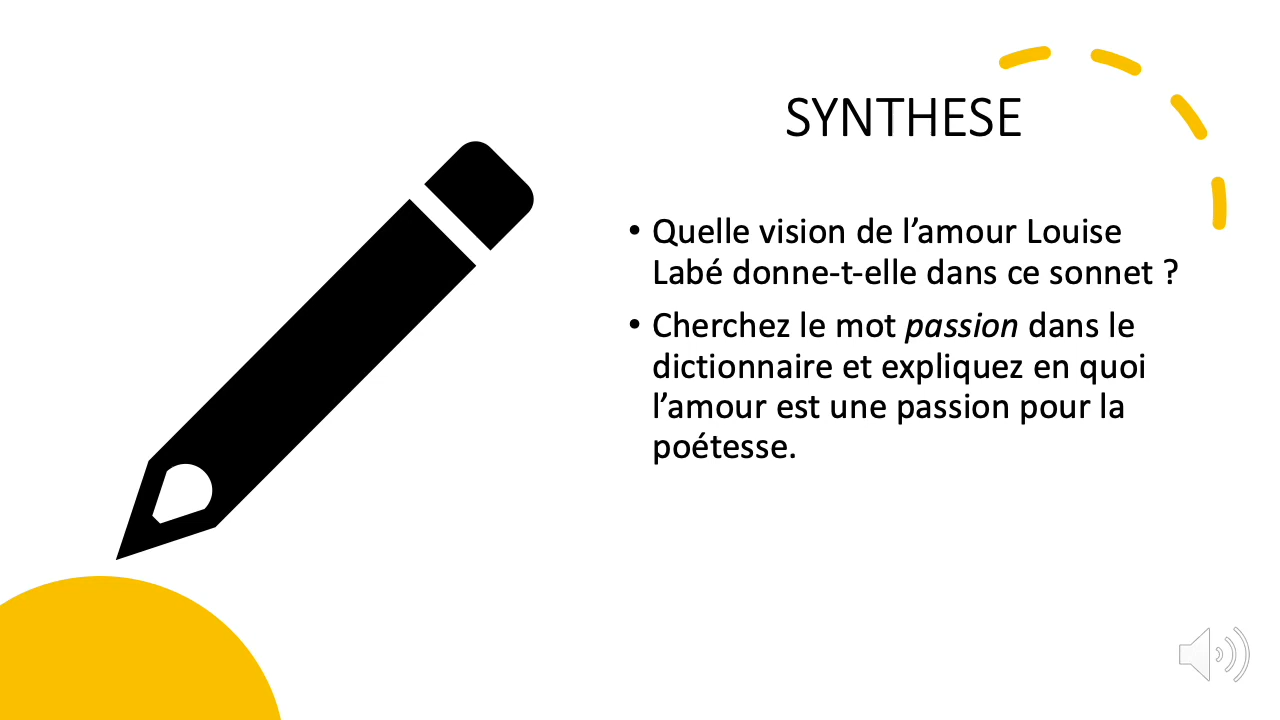 SYNTHESE
• Quelle vision de l’amour Louise
Labé donne-t-elle dans ce sonnet ?
• Cherchez le mot passion dans le
dictionnaire et expliquez en quoi
l’amour est une passion pour la
poétesse.